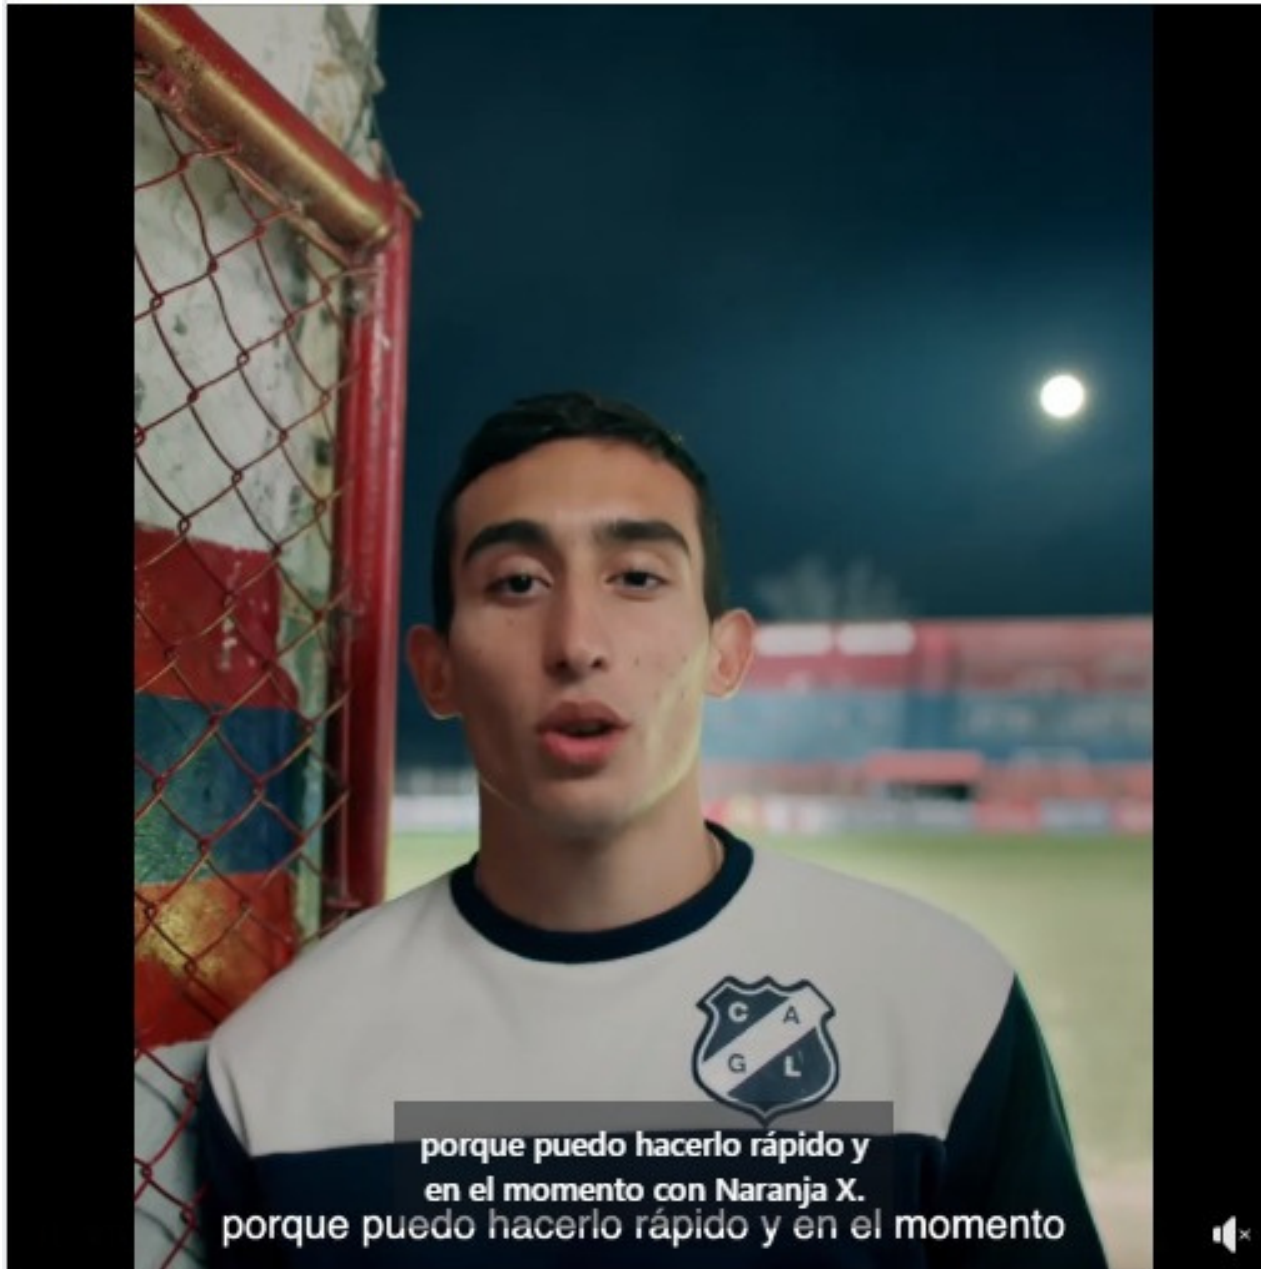 C A
G L
porque puedo hacerlo rápido y
en el momento con Naranja X.
porque puedo hacerlo rápido y en el momento